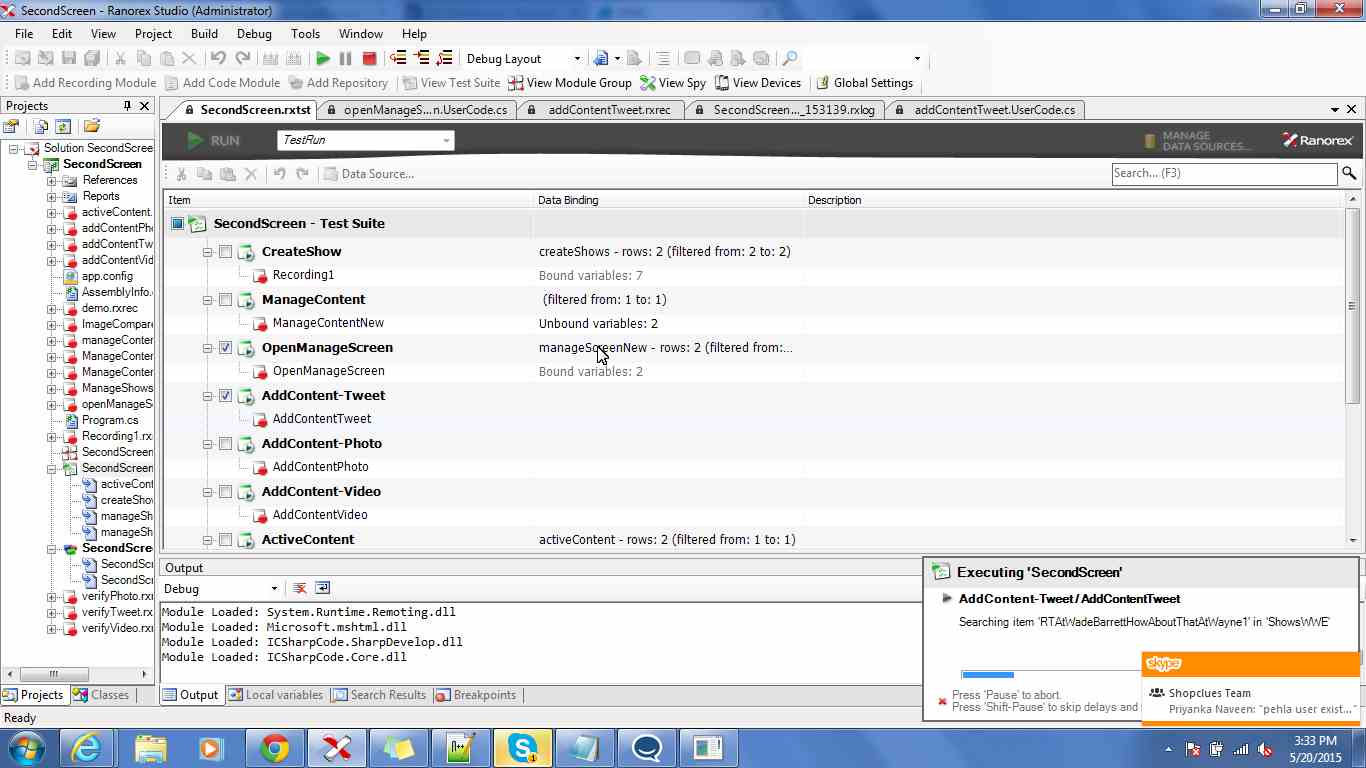 SecondScreen - Ranorex Studio (Administrator)
File Edit View Project Build Debug Tools Window Help
Debug Layout
Add Recording Module Add Code Module Add Repository View Test Suite View Module Group View Spy View Devices Global Settings
Projects
SecondScreen.rxtst openManageS...n.UserCode.cs addContentTweet.rxrec SecondScreen..._153139.rxlog addContentTweet.UserCode.cs
RUN TestRun MANAGE DATA SOURCES... Ranorex
Data Source... Search... (F3)
Item Data Binding Description
SecondScreen - Test Suite
CreateShow createShows - rows: 2 (filtered from: 2 to: 2)
Recording1 Bound variables: 7
ManageContent (filtered from: 1 to: 1)
ManageContentNew Unbound variables: 2
OpenManageScreen manageScreenNew - rows: 2 (filtered from:...
OpenManageScreen Bound variables: 2
AddContent-Tweet
AddContentTweet
AddContent-Photo
AddContentPhoto
AddContent-Video
AddContentVideo
ActiveContent activeContent - rows: 2 (filtered from: 1 to: 1)
Solution SecondScree
SecondScreen
References
Reports
activeContent.
addContentPh
addContentTw
addContentVid
app.config
AssemblyInfo.
demo.rxrec
ImageCompar
manageConte
ManageConte
ManageConte
ManageShows
openManageS
Program.cs
Recording1.rx
SecondScreen
SecondScreen
activeCont
createSho
manageSh
manageSh
SecondScre
SecondScr
SecondScr
verifyPhoto.rx
verifyTweet.rx
verifyVideo.rx
Projects Classes
Output
Debug
Module Loaded: System.Runtime.Remoting.dll
Module Loaded: Microsoft.mshtml.dll
Module Loaded: ICSharpCode.SharpDevelop.dll
Module Loaded: ICSharpCode.Core.dll
Output Local variables Search Results Breakpoints
Executing 'SecondScreen'
AddContent-Tweet/AddContentTweet
Searching item 'RTAtWadeBarrettHowAboutThatAtWayne1' in 'ShowsWWE'
Press 'Pause' to abort.
Press 'Shift-Pause' to skip delays and
skype
Shopclues Team
Priyanka Naveen: "pehla user exist..."
Ready
3:33 PM
5/20/2015